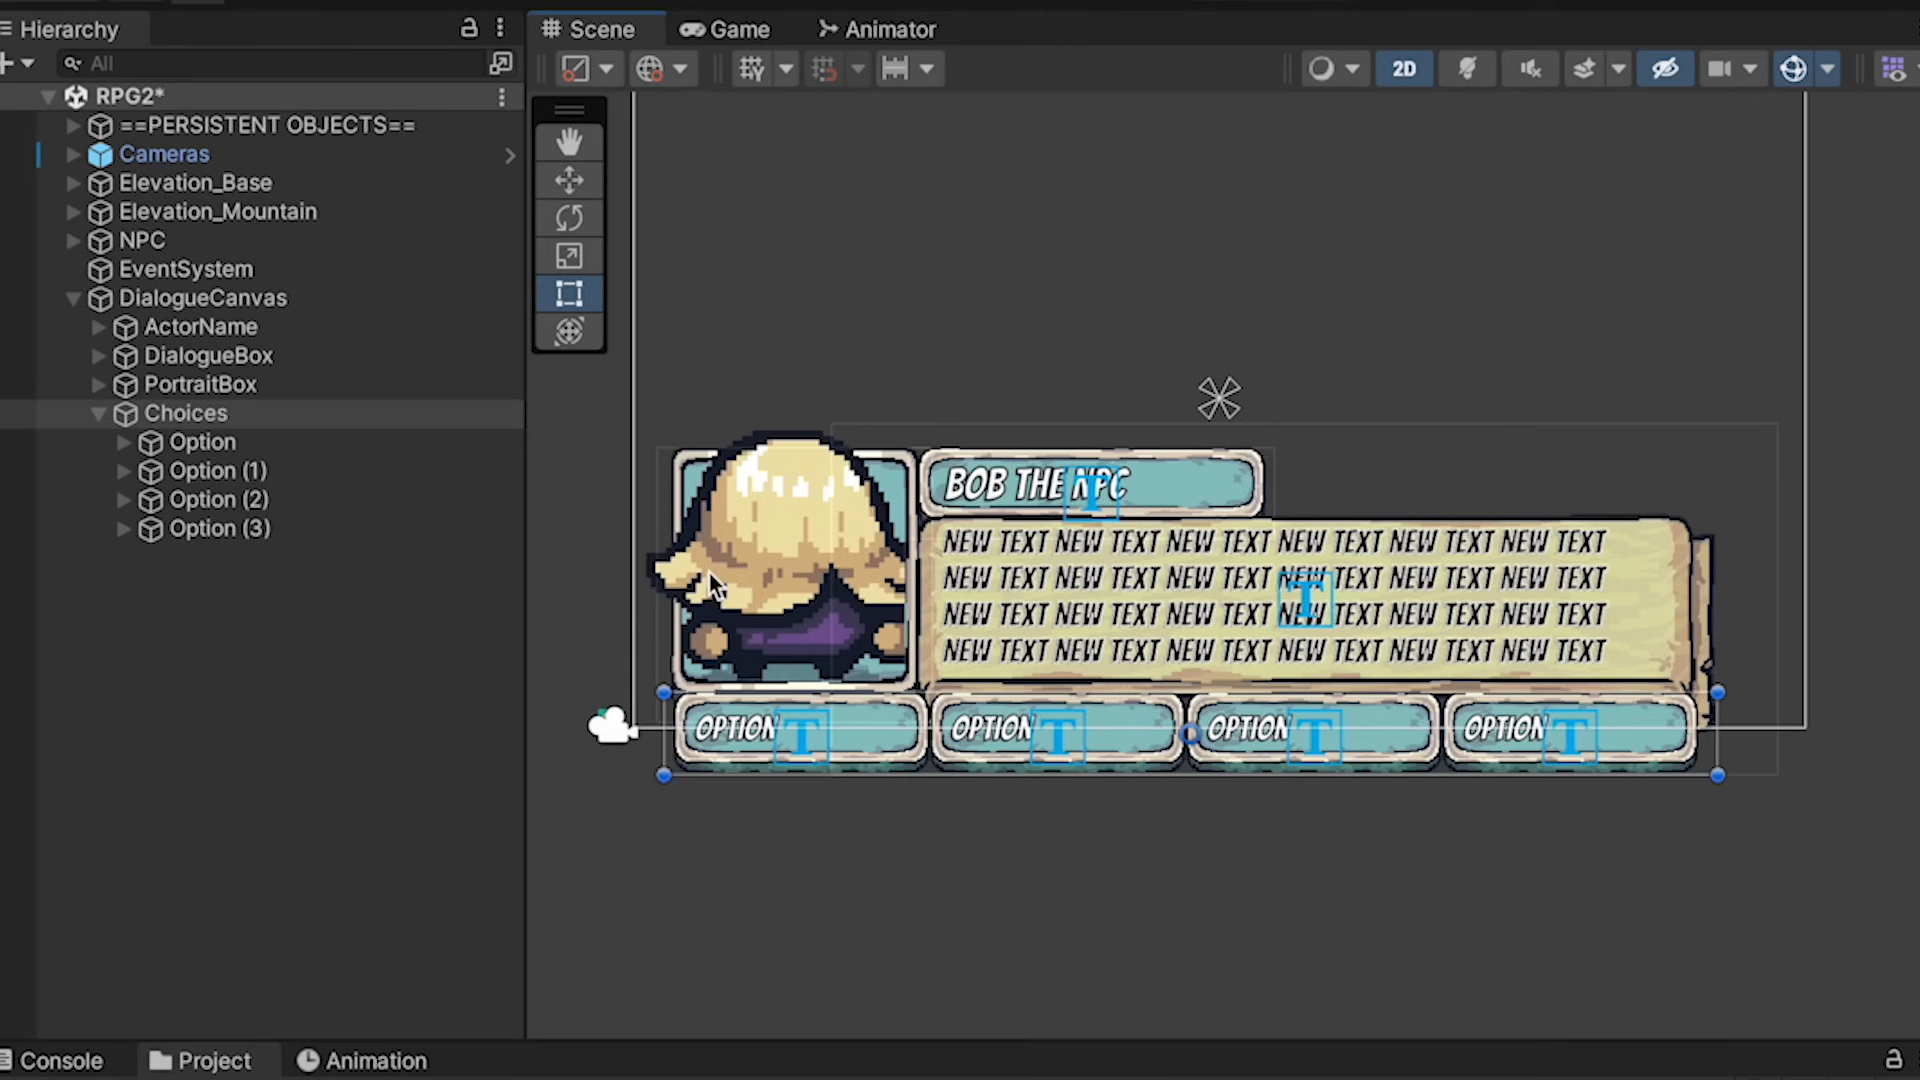 Hierarchy
Scene
Game
Animator
All
2D
RPG2*
==PERSISTENT OBJECTS==
Cameras
Elevation_Base
Elevation_Mountain
NPC
EventSystem
DialogueCanvas
ActorName
DialogueBox
PortraitBox
Choices
Option
Option (1)
Option (2)
Option (3)
BOB THE NPC
NEW TEXT NEW TEXT NEW TEXT NEW TEXT NEW TEXT NEW TEXT
NEW TEXT NEW TEXT NEW TEXT NEW TEXT NEW TEXT NEW TEXT
NEW TEXT NEW TEXT NEW TEXT NEW TEXT NEW TEXT NEW TEXT
NEW TEXT NEW TEXT NEW TEXT NEW TEXT NEW TEXT NEW TEXT
OPTION OPTION OPTION OPTION
Console
Project
Animation